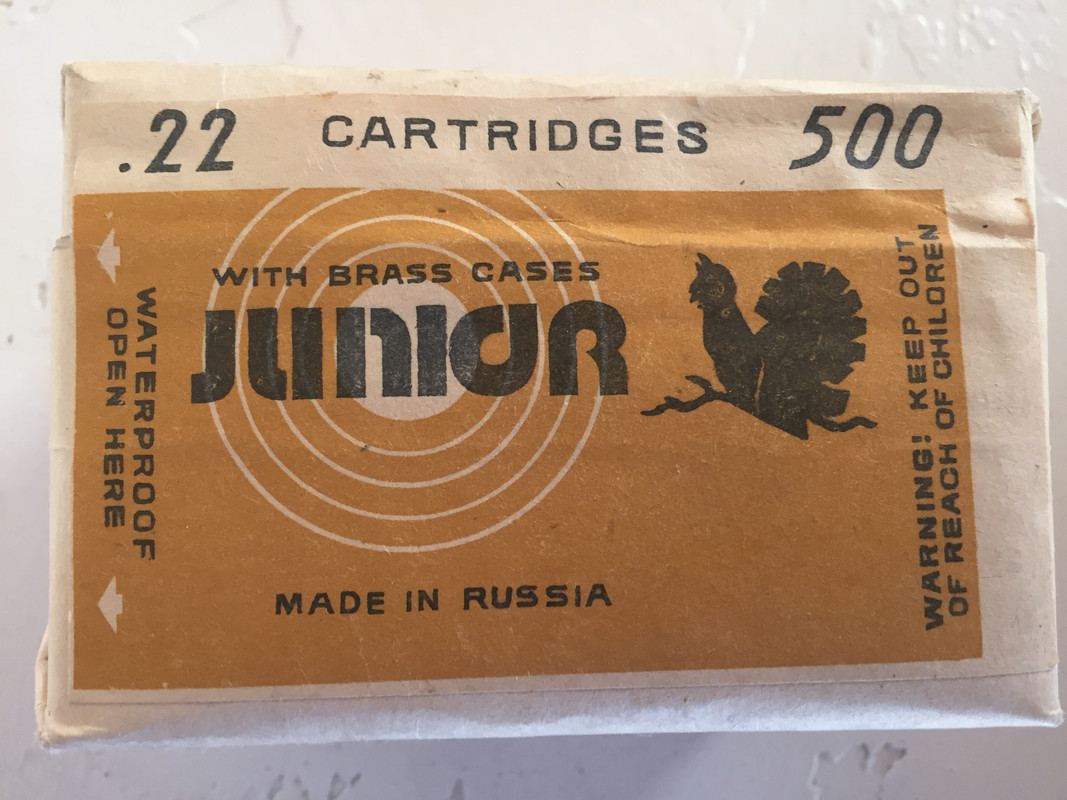 .22 CARTRIDGES 500
WITH BRASS CASES
JUNIOR
MADE IN RUSSIA
WATERPROOF
OPEN HERE
WARNING! KEEP OUT
OF REACH OF CHILOREN